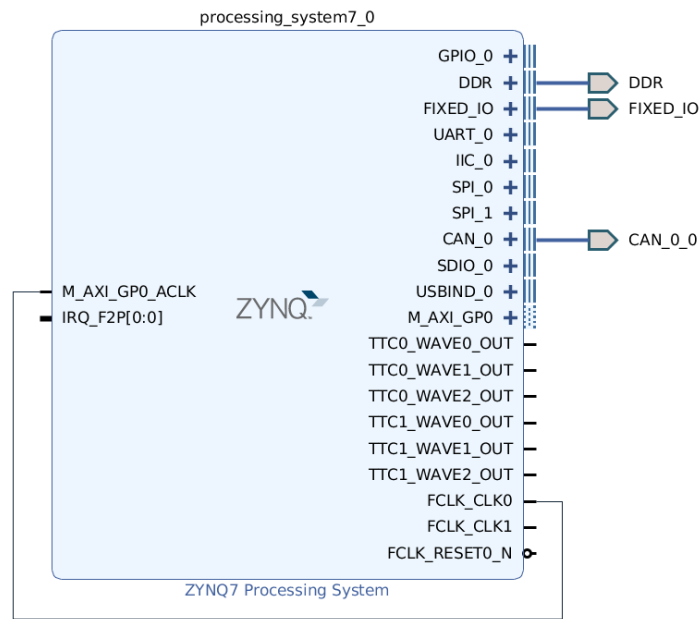 processing_system7_0
GPIO_0
DDR
DDR
FIXED_IO
FIXED_IO
UART_0
IIC_0
SPI_0
SPI_1
CAN_0
CAN_0_0
SDIO_0
M_AXI_GP0_ACLK
USBIND_0
IRQ_F2P[0:0]
ZYNQ
M_AXI_GP0
TTC0_WAVE0_OUT
TTC0_WAVE1_OUT
TTC0_WAVE2_OUT
TTC1_WAVE0_OUT
TTC1_WAVE1_OUT
TTC1_WAVE2_OUT
FCLK_CLK0
FCLK_CLK1
FCLK_RESET0_N
ZYNQ7 Processing System